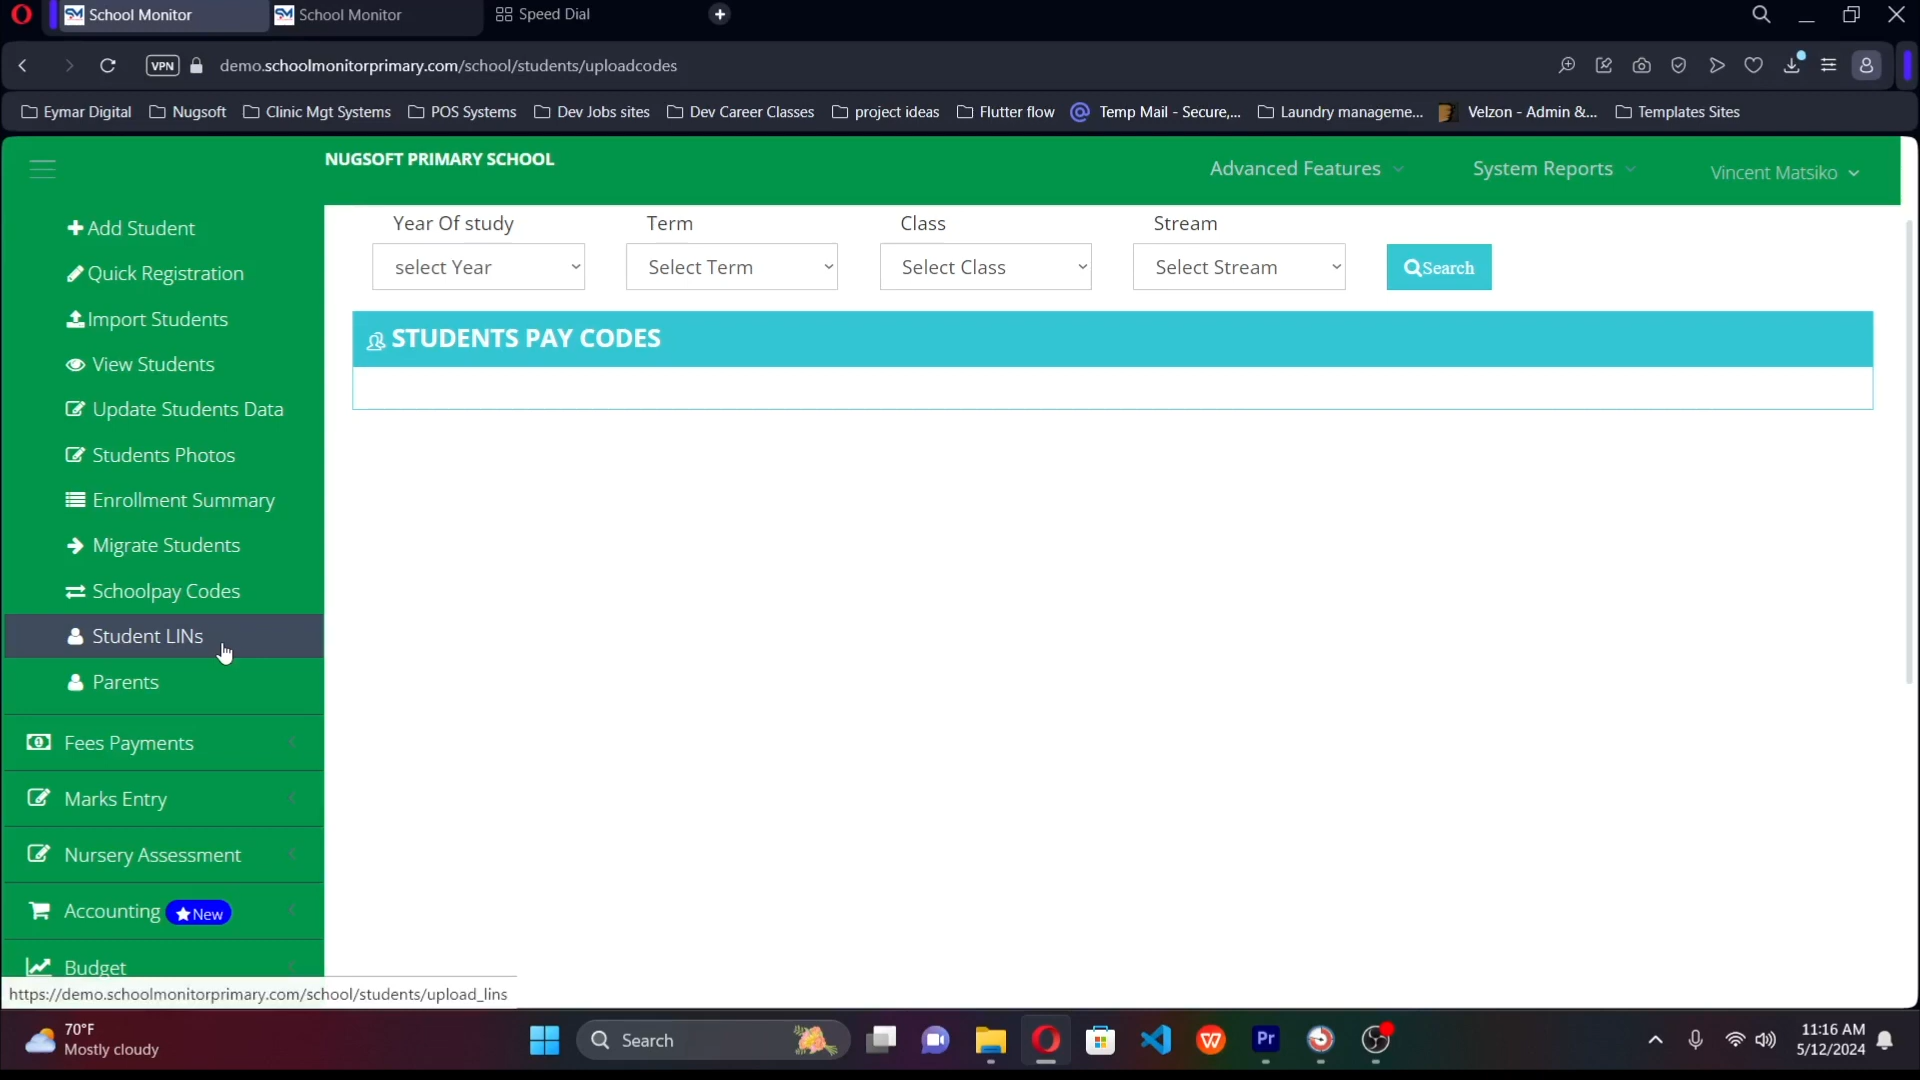 School Monitor
School Monitor
Speed Dial
VPN
demo.schoolmonitorprimary.com/school/students/uploadcodes
Eymar Digital
Nugsoft
Clinic Mgt Systems
POS Systems
Dev Jobs sites
Dev Career Classes
project ideas
Flutter flow
Temp Mail - Secure,...
Laundry manageme...
Velzon - Admin &...
Templates Sites
NUGSOFT PRIMARY SCHOOL
Advanced Features
System Reports
Vincent Matsiko
Add Student
Quick Registration
Import Students
View Students
Update Students Data
Students Photos
Enrollment Summary
Migrate Students
Schoolpay Codes
Student LINs
Parents
Fees Payments
Marks Entry
Nursery Assessment
Accounting New
Budget
Year Of study
Term
Class
Stream
select Year
Select Term
Select Class
Select Stream
Search
STUDENTS PAY CODES
https://demo.schoolmonitorprimary.com/school/students/upload_lins
70°F
Mostly cloudy
Search
Pr
11:16 AM
5/12/2024